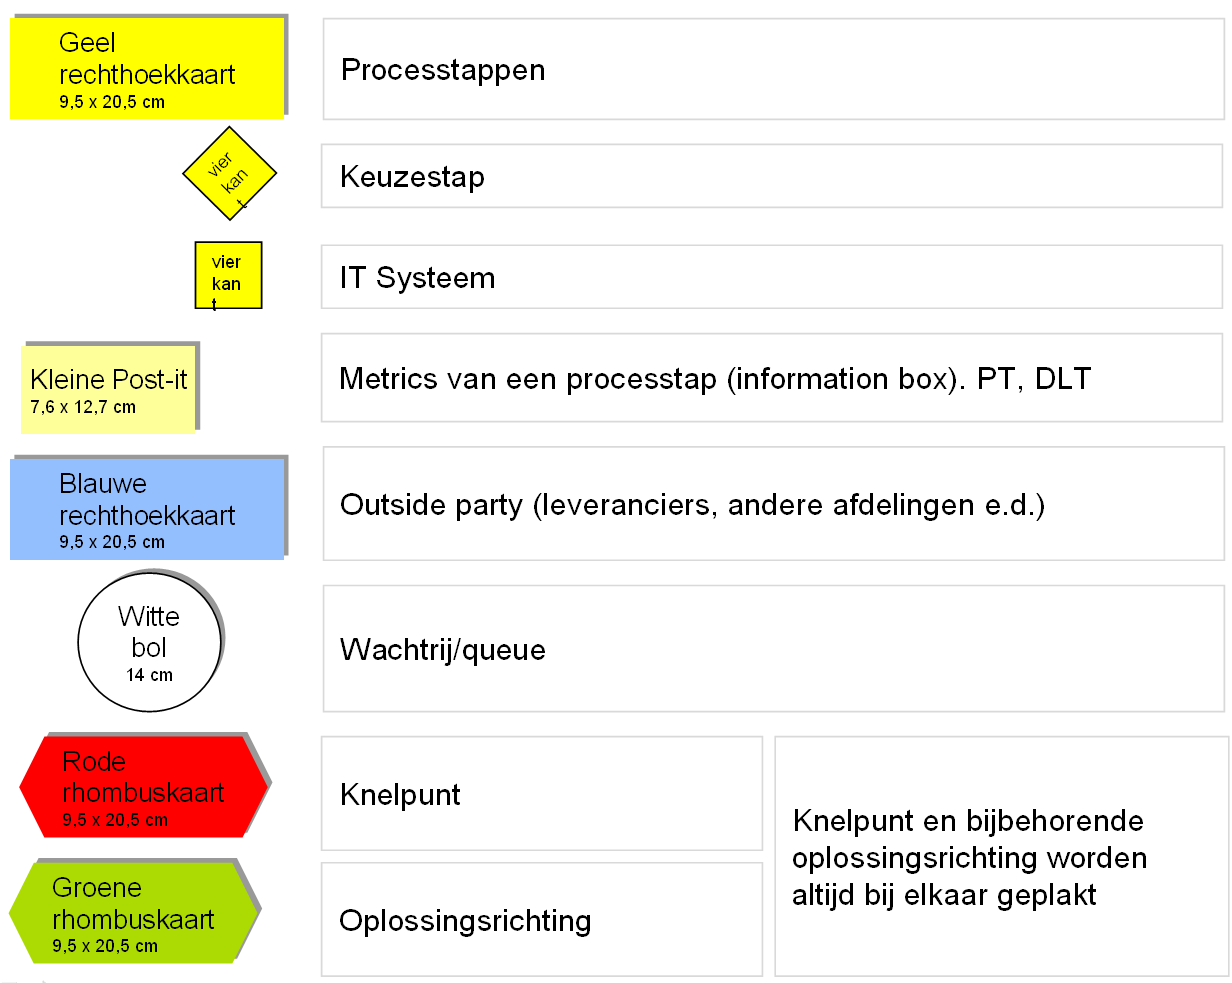 Geel
rechthoekkaart
9,5 x 20,5 cm
Processtappen
vier
kan
t
Keuzestap
vier
kan
t
IT Systeem
Kleine Post-it
7,6 x 12,7 cm
Metrics van een processtap (information box). PT, DLT
Blauwe
rechthoekkaart
9,5 x 20,5 cm
Outside party (leveranciers, andere afdelingen e.d.)
Witte
bol
14 cm
Wachtrij/queue
Rode
rhombuskaart
9,5 x 20,5 cm
Knelpunt
Groene
rhombuskaart
9,5 x 20,5 cm
Oplossingsrichting
Knelpunt en bijbehorende
oplossingsrichting worden
altijd bij elkaar geplakt